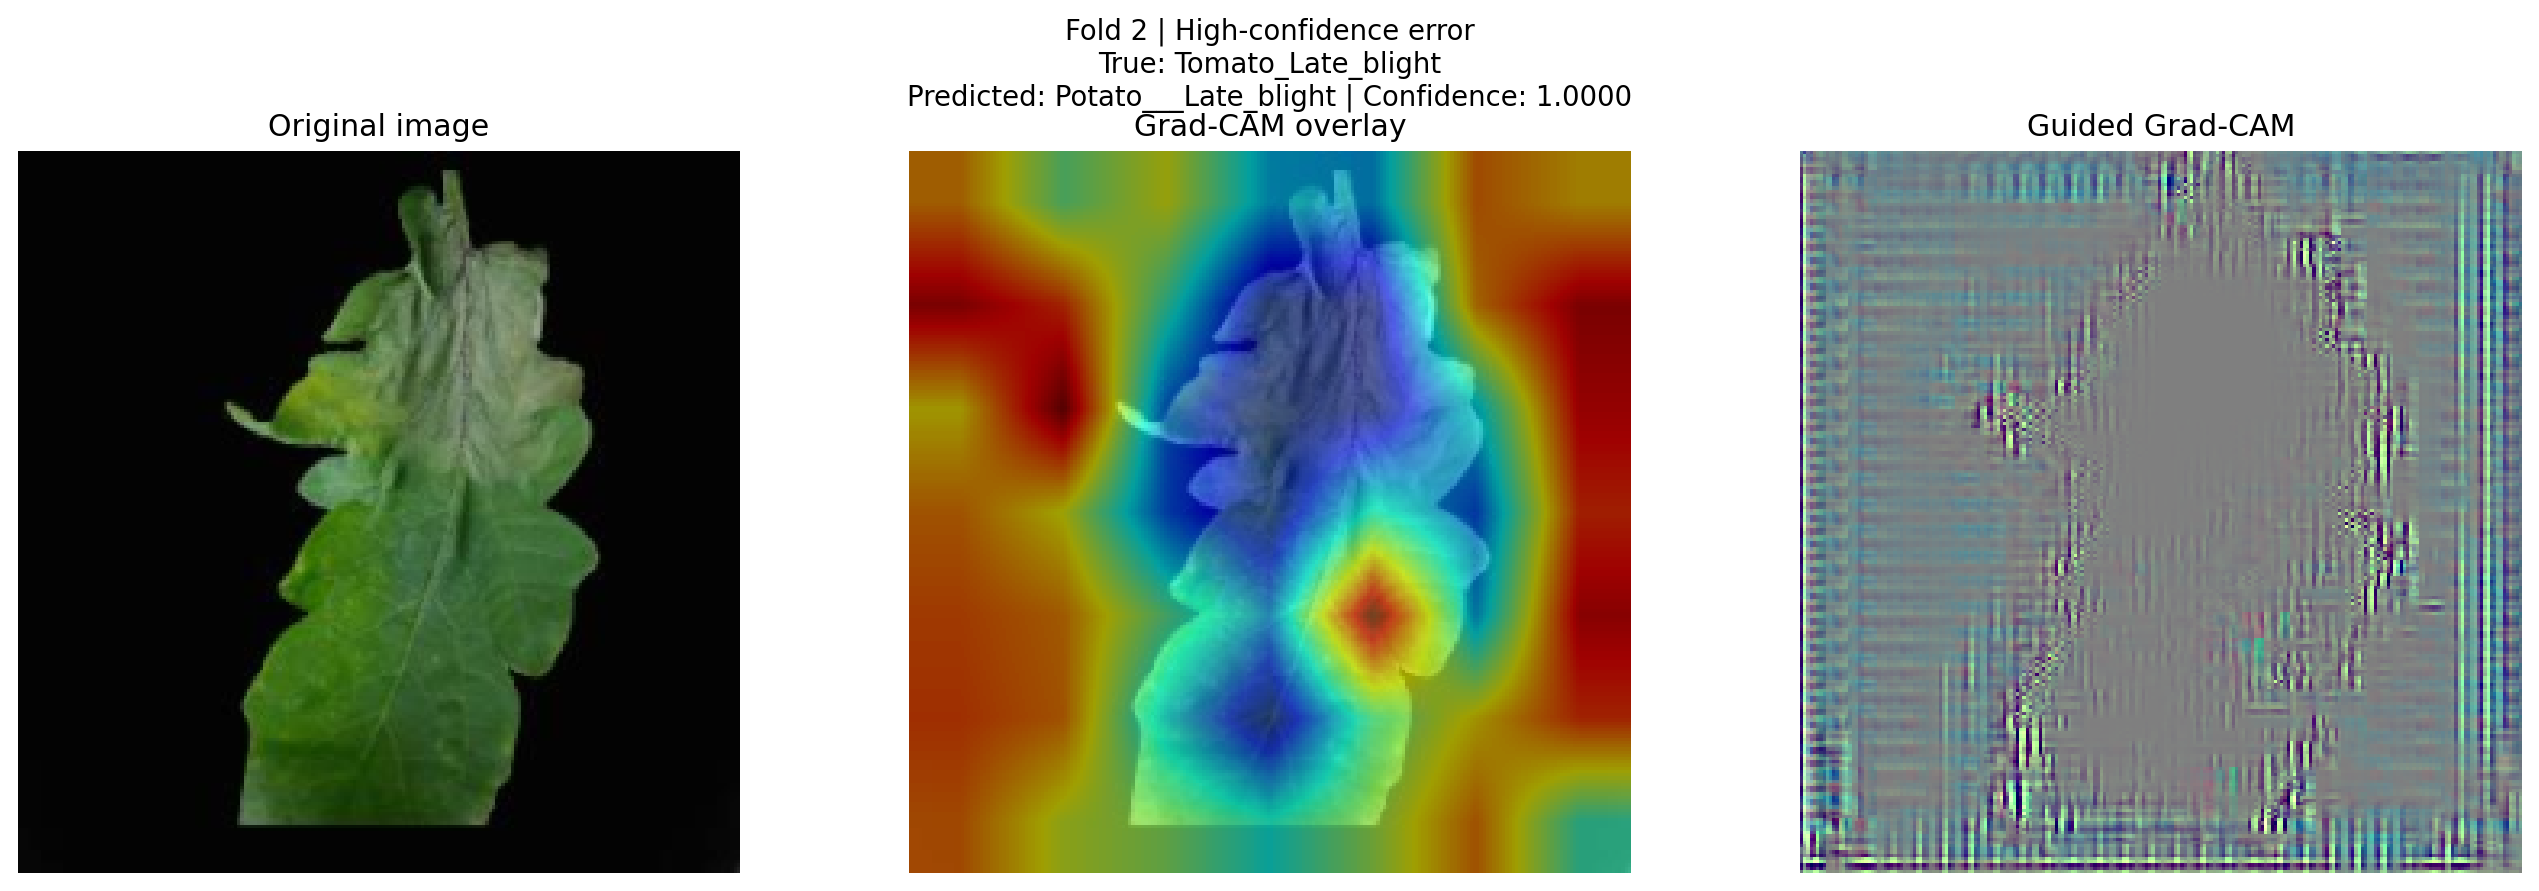 Fold 2 | High-confidence error
True: Tomato_Late_blight
Predicted: Potato___Late_blight | Confidence: 1.0000
Original image
Grad-CAM overlay
Guided Grad-CAM